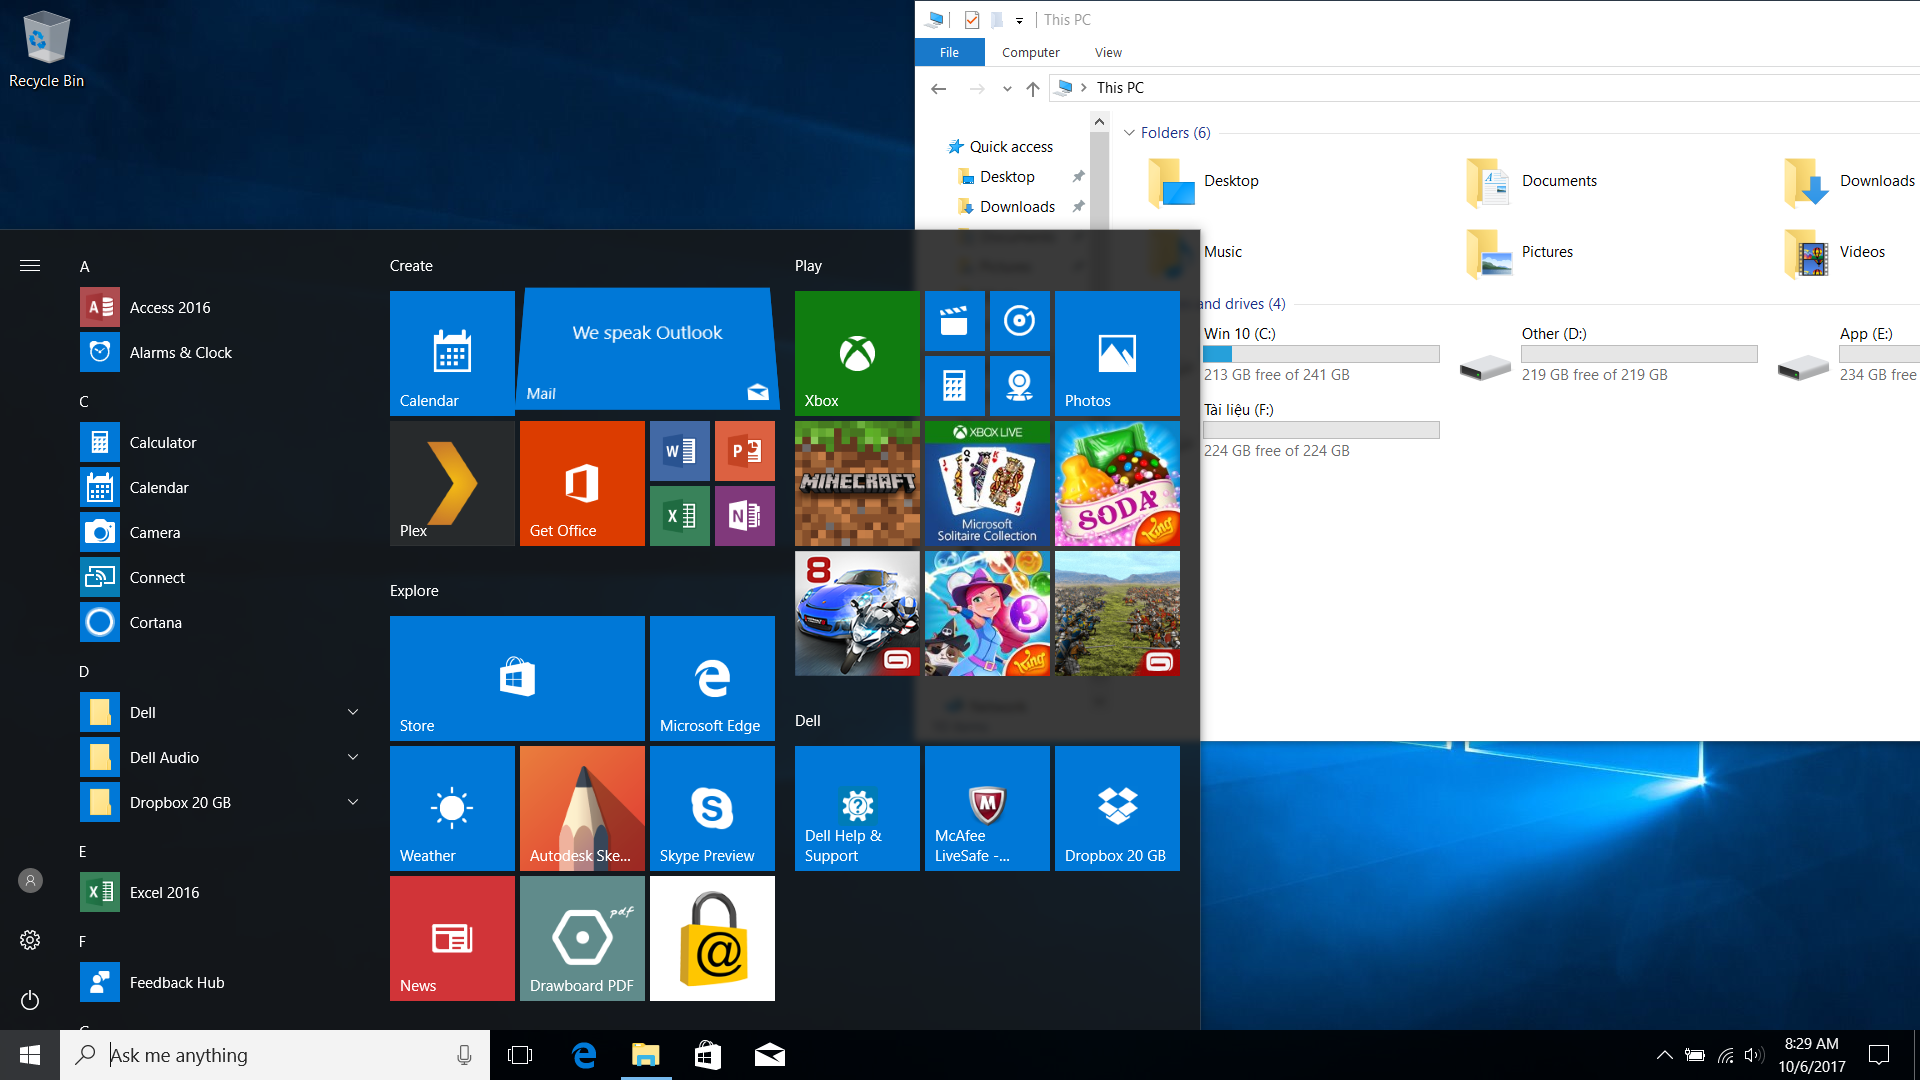 Recycle Bin
This PC
File Computer View
This PC
Quick access
Desktop
Downloads
Folders (6)
Desktop
Documents
Downloads
Music
Pictures
Videos
and drives (4)
Win 10 (C:)
213 GB free of 241 GB
Other (D:)
219 GB free of 219 GB
App (E:)
234 GB free
Tài liệu (F:)
224 GB free of 224 GB
A
Access 2016
Alarms & Clock
C
Calculator
Calendar
Camera
Connect
Cortana
D
Dell
Dell Audio
Dropbox 20 GB
E
Excel 2016
F
Feedback Hub
Create
Calendar
We speak Outlook
Mail
Plex
Get Office
Explore
Store
Microsoft Edge
Weather
Autodesk Ske...
Skype Preview
News
pdf
Drawboard PDF
Play
Xbox
Photos
MINECRAFT
XBOX LIVE
Microsoft
Solitaire Collection
SODA
King
8
3
King
Dell
Dell Help &
Support
McAfee
LiveSafe -...
Dropbox 20 GB
Ask me anything
8:29 AM
10/6/2017